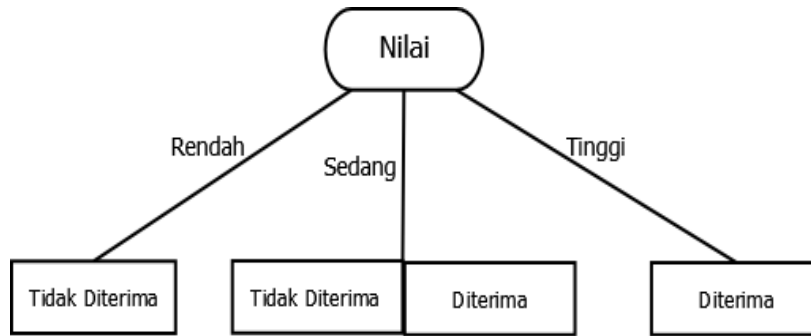 Nilai
Rendah
Sedang
Tinggi
Tidak Diterima
Tidak Diterima
Diterima
Diterima